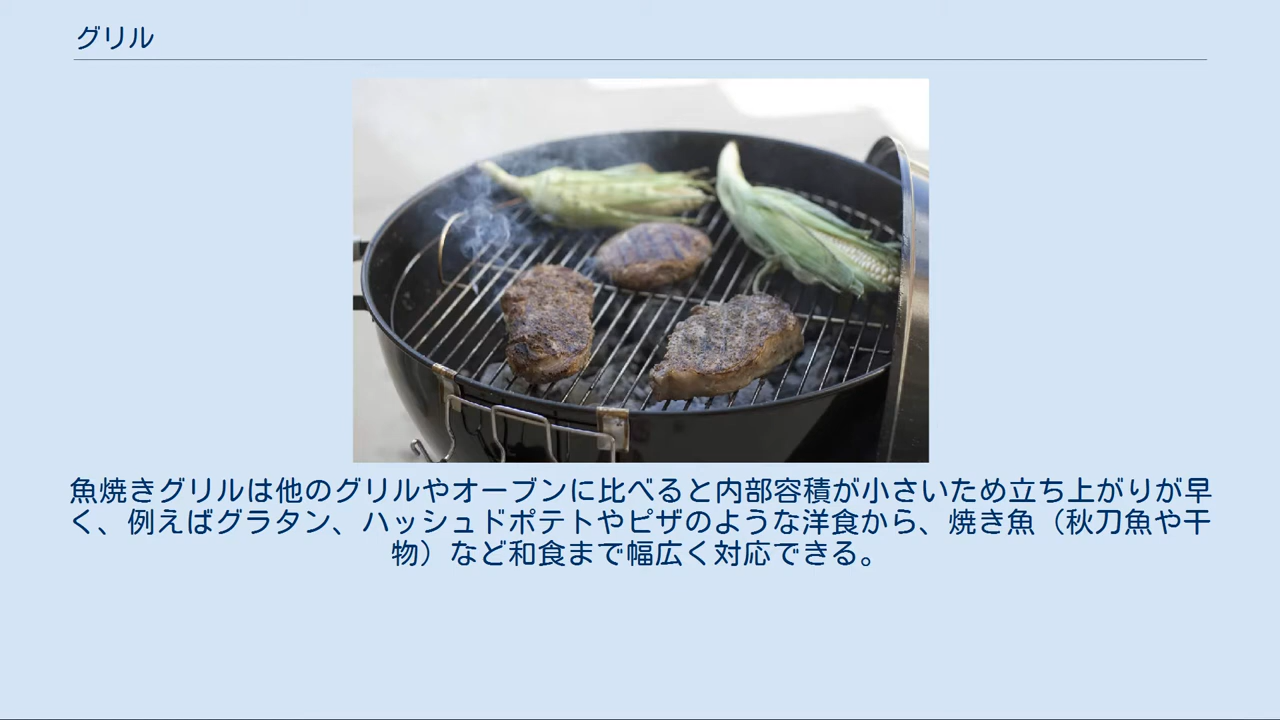 グリル
魚焼きグリルは他のグリルやオーブンに比べると内部容積が小さいため立ち上がりが早
く、例えばグラタン、ハッシュドポテトやピザのような洋食から、焼き魚（秋刀魚や干
物）など和食まで幅広く対応できる。